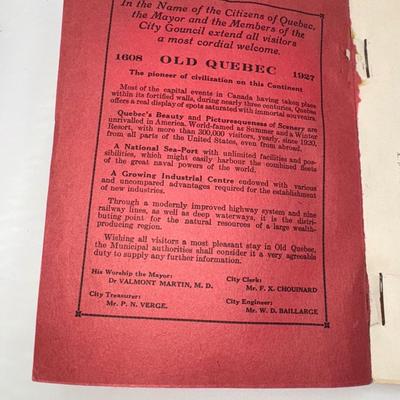 In the Name of the Citizens of Quebec,
the Mayor and the Members of the
City Council extend all visitors
a most cordial welcome.
1608 OLD QUEBEC 1927
The pioneer of civilization on this Continent
Most of the capital events in Canada having taken place
within its fortified walls, during nearly three centuries, Quebec
offers a real display of spots saturated with immortal souvenirs.
Quebec's Beauty and Picturesqueness of Scenery are
unrivalled in America. World-famed as Summer and a Winter
Resort, with more than 300,000 visitors, yearly, since 1920,
from all parts of the United States, even from abroad.
A National Sea-Port with unlimited facilities and pos-
sibilities, which might easily harbour the combined fleets
of the great naval powers of the world.
A Growing Industrial Centre endowed with various
and uncompared advantages required for the establishment
of new industries.
Through a modernly improved highway system and nine
railway lines, as well as deep waterways, it is the distri-
buting point for the natural resources of a large wealth-
producing region.
Wishing all visitors a most pleasant stay in Old Quebec,
the Municipal authorities shall consider it a very agreable
duty to supply any further information.
His Worship the Mayor:
Dr VALMONT MARTIN, M. D.
City Clerk:
Mr. F. X. CHOUINARD
City Treasurer:
Mr. P. N. VERGE.
City Engineer:
Mr. W. D. BAILLARGE